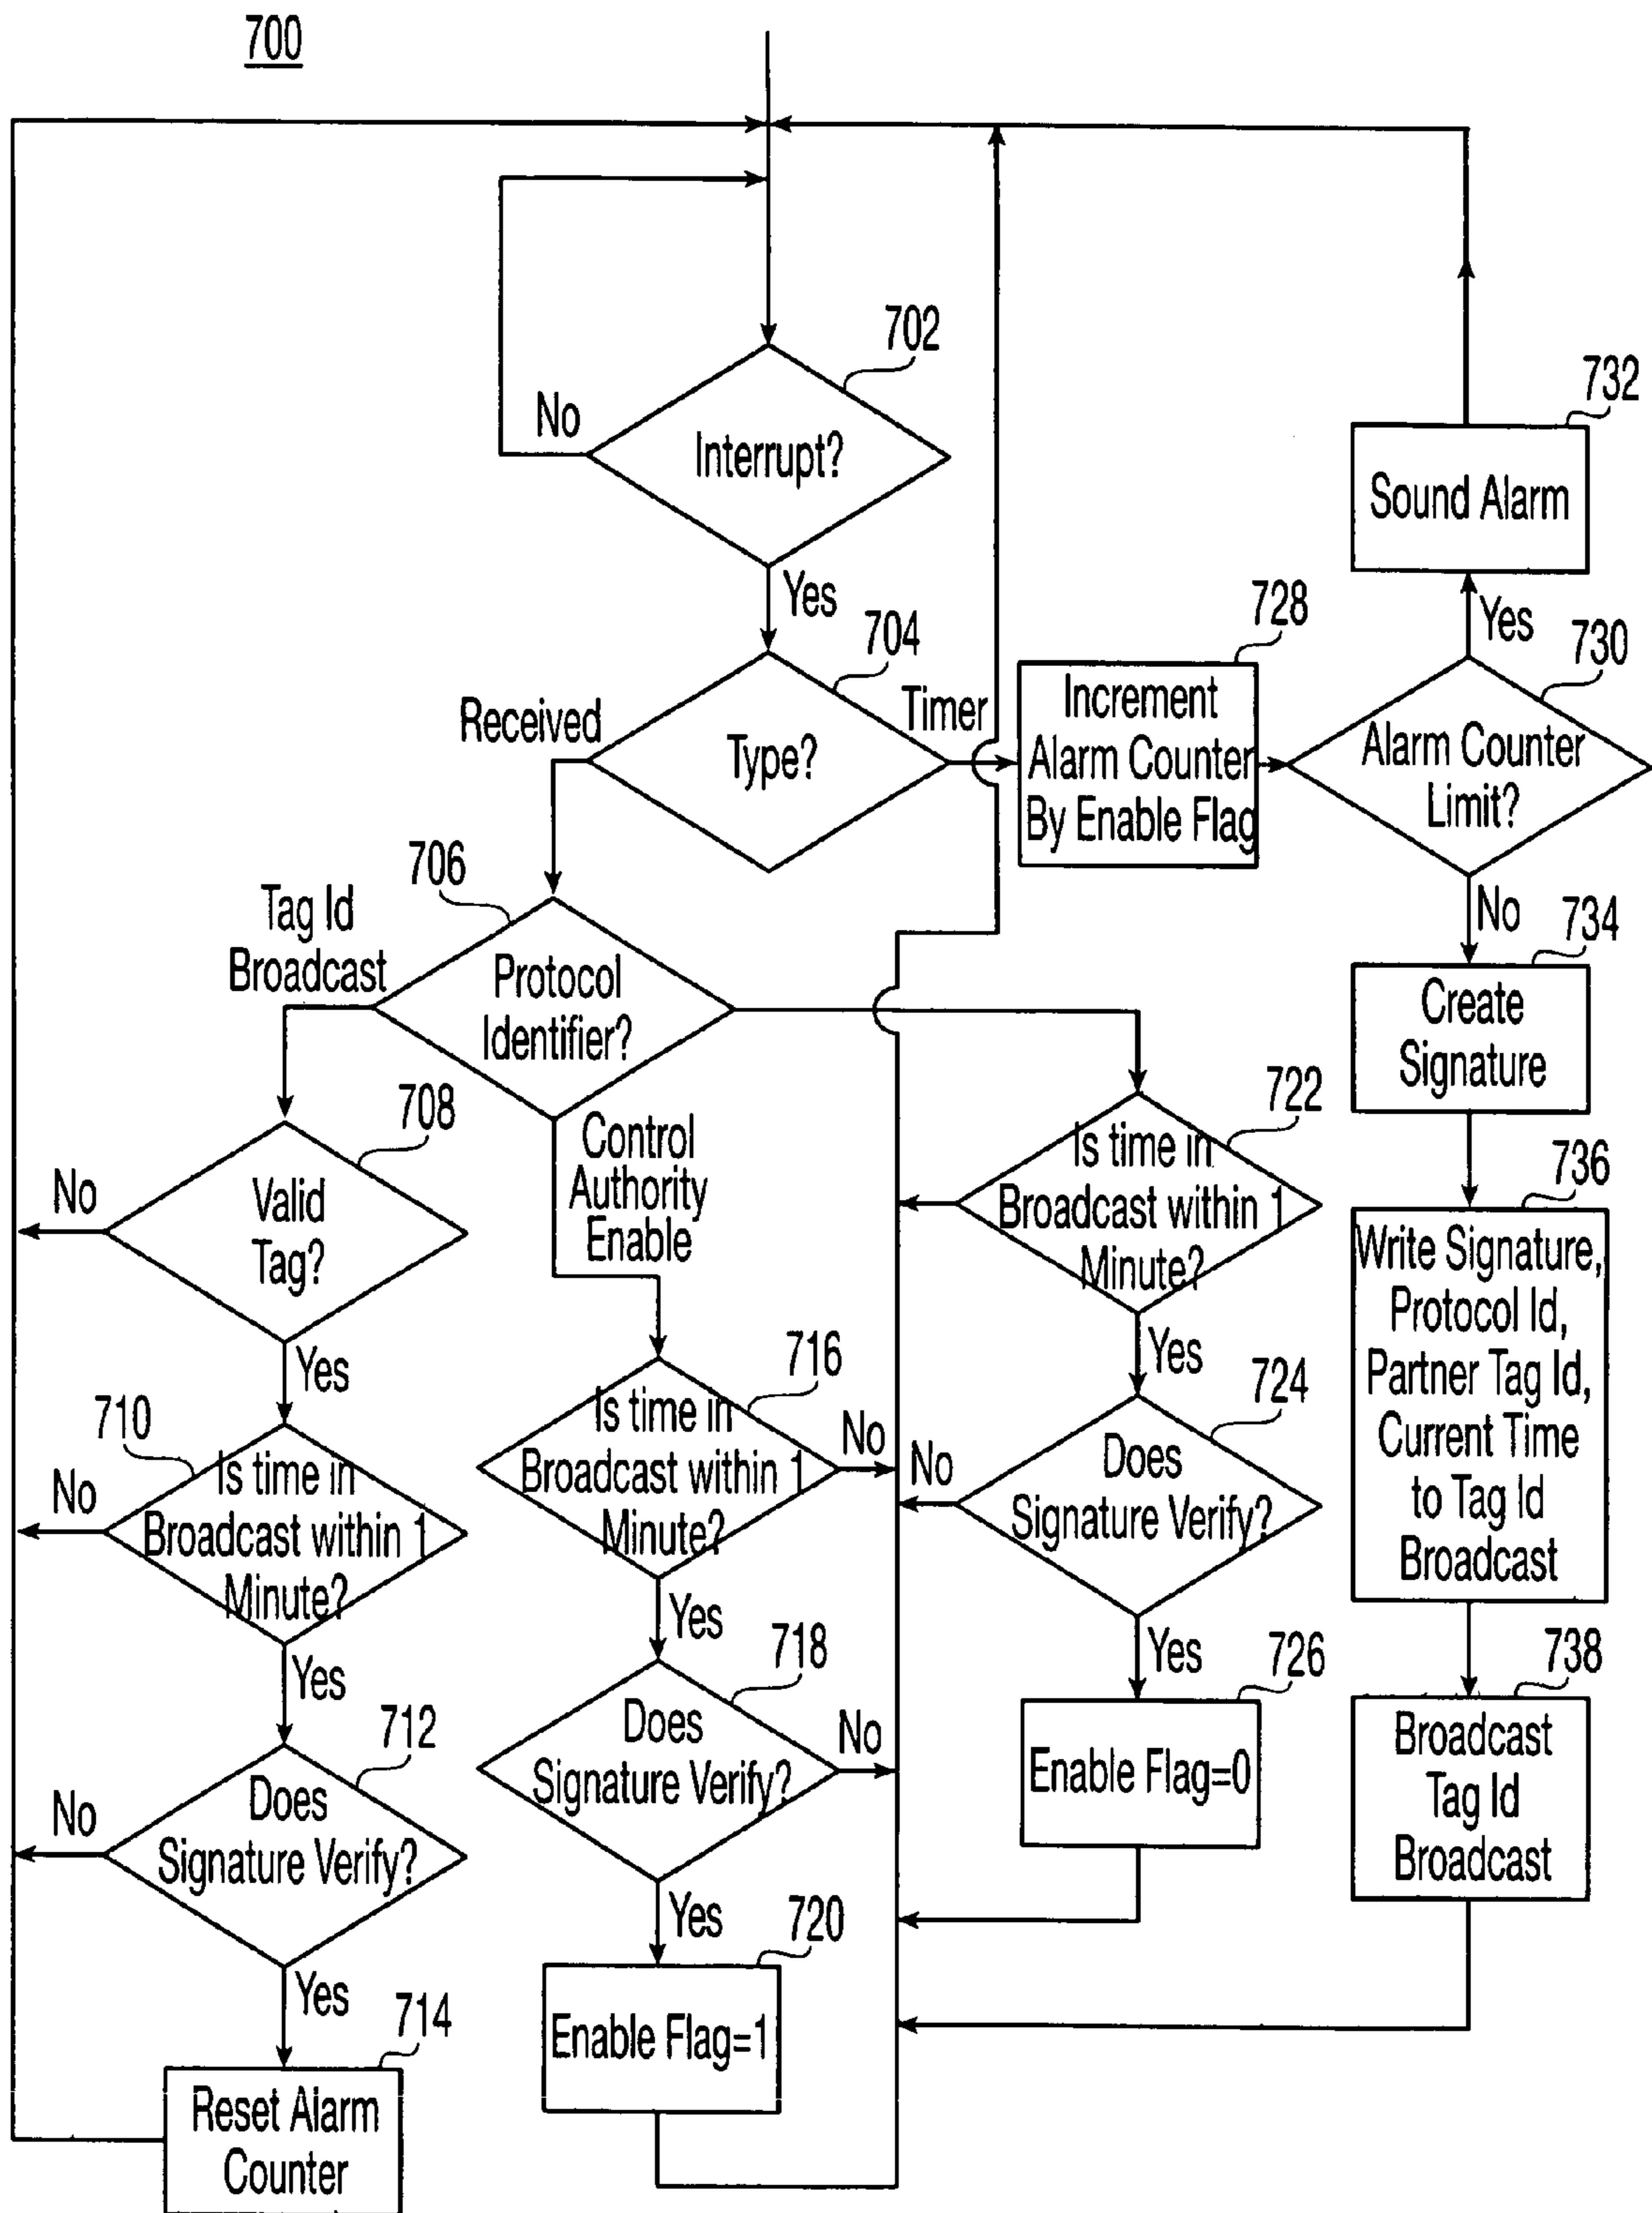 700
702
No
Interrupt?
Yes
732
Sound Alarm
Yes
704
Received
Type?
Timer
728
Increment
Alarm Counter
By Enable Flag
730
Alarm Counter
Limit?
No
706
Tag Id
Broadcast
Protocol
Identifier?
734
Create
Signature
708
No
Valid
Tag?
Yes
Control
Authority
Enable
722
Is time in
Broadcast within 1
Minute?
Yes
736
Write Signature,
Protocol Id,
Partner Tag Id,
Current Time
to Tag Id
Broadcast
710
No
Is time in
Broadcast within 1
Minute?
Yes
716
Is time in
Broadcast within 1
Minute?
No
Yes
724
No
Does
Signature Verify?
Yes
712
No
Does
Signature Verify?
Yes
718
Does
Signature Verify?
No
Yes
726
Enable Flag=0
738
Broadcast
Tag Id
Broadcast
714
Reset Alarm
Counter
720
Enable Flag=1